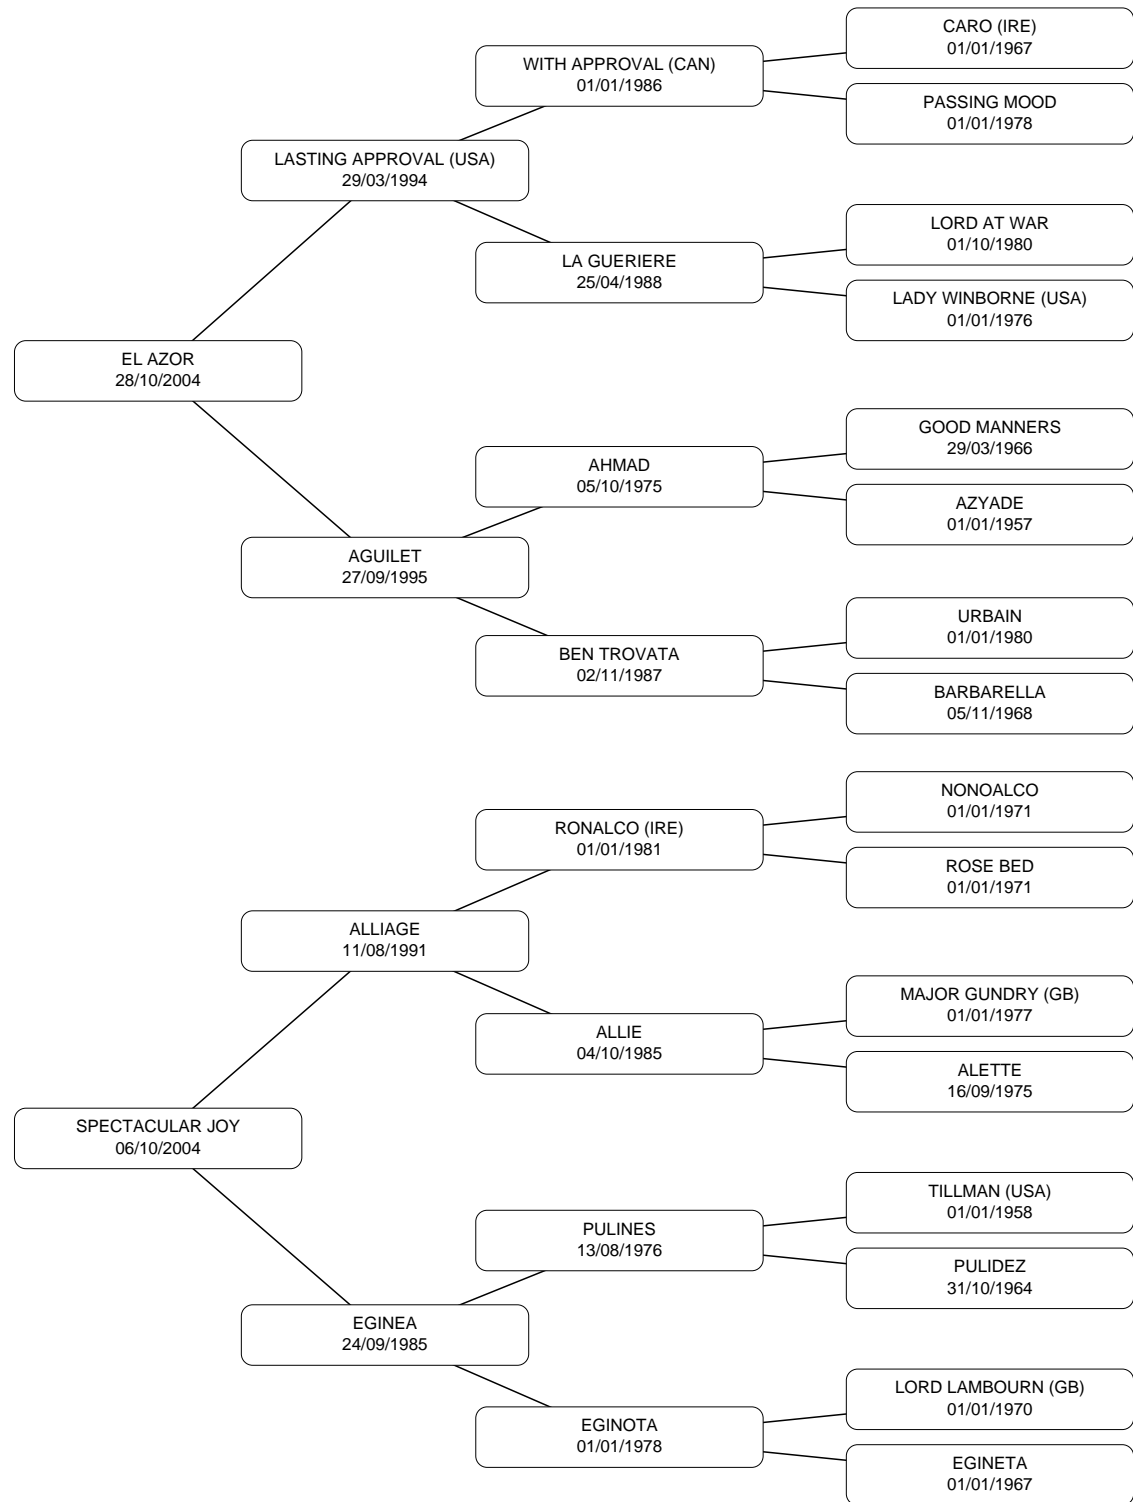 CARO (IRE)
01/01/1967
WITH APPROVAL (CAN)
01/01/1986
PASSING MOOD
01/01/1978
LASTING APPROVAL (USA)
29/03/1994
LORD AT WAR
01/10/1980
LA GUERIERE
25/04/1988
LADY WINBORNE (USA)
01/01/1976
EL AZOR
28/10/2004
GOOD MANNERS
29/03/1966
AHMAD
05/10/1975
AZYADE
01/01/1957
AGUILET
27/09/1995
URBAIN
01/01/1980
BEN TROVATA
02/11/1987
BARBARELLA
05/11/1968
NONOALCO
01/01/1971
RONALCO (IRE)
01/01/1981
ROSE BED
01/01/1971
ALLIAGE
11/08/1991
MAJOR GUNDRY (GB)
01/01/1977
ALLIE
04/10/1985
ALETTE
16/09/1975
SPECTACULAR JOY
06/10/2004
TILLMAN (USA)
01/01/1958
PULINES
13/08/1976
PULIDEZ
31/10/1964
EGINEA
24/09/1985
LORD LAMBOURN (GB)
01/01/1970
EGINOTA
01/01/1978
EGINETA
01/01/1967